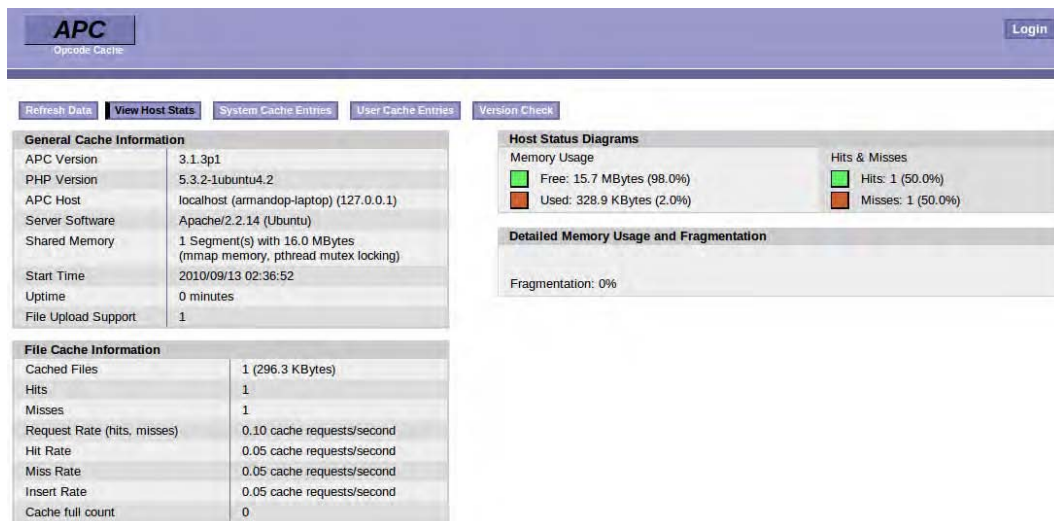 APC
Opcode Cache
Login
Refresh Data
View Host Stats
System Cache Entries
User Cache Entries
Version Check
General Cache Information
APC Version 3.1.3p1
PHP Version 5.3.2-1ubuntu4.2
APC Host localhost (armandop-laptop) (127.0.0.1)
Server Software Apache/2.2.14 (Ubuntu)
Shared Memory 1 Segment(s) with 16.0 MBytes
(mmap memory, pthread mutex locking)
Start Time 2010/09/13 02:36:52
Uptime 0 minutes
File Upload Support 1
File Cache Information
Cached Files 1 (296.3 KBytes)
Hits 1
Misses 1
Request Rate (hits, misses) 0.10 cache requests/second
Hit Rate 0.05 cache requests/second
Miss Rate 0.05 cache requests/second
Insert Rate 0.05 cache requests/second
Cache full count 0
Host Status Diagrams
Memory Usage Hits & Misses
Free: 15.7 MBytes (98.0%) Hits: 1 (50.0%)
Used: 328.9 KBytes (2.0%) Misses: 1 (50.0%)
Detailed Memory Usage and Fragmentation
Fragmentation: 0%